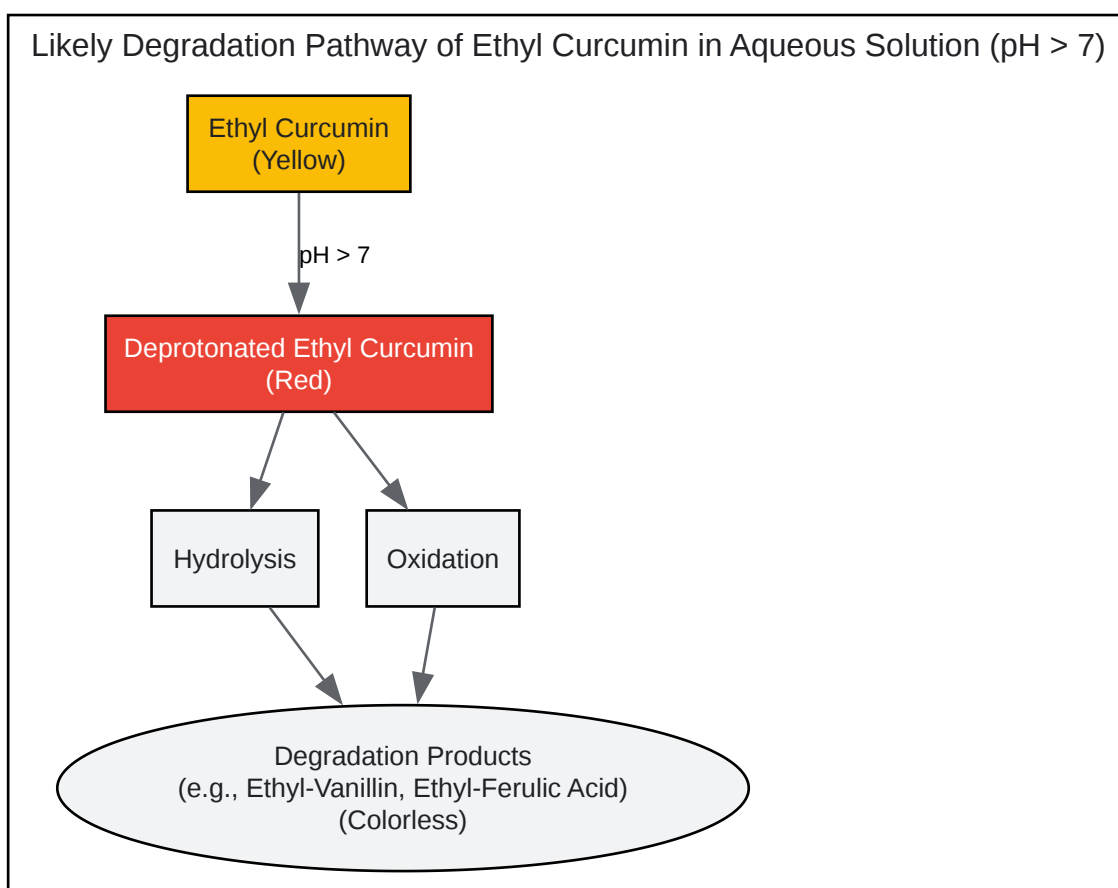 Likely Degradation Pathway of Ethyl Curcumin in Aqueous Solution (pH > 7)
Ethyl Curcumin
(Yellow)
pH > 7
Deprotonated Ethyl Curcumin
(Red)
Hydrolysis
Oxidation
Degradation Products
(e.g., Ethyl-Vanillin, Ethyl-Ferulic Acid)
(Colorless)